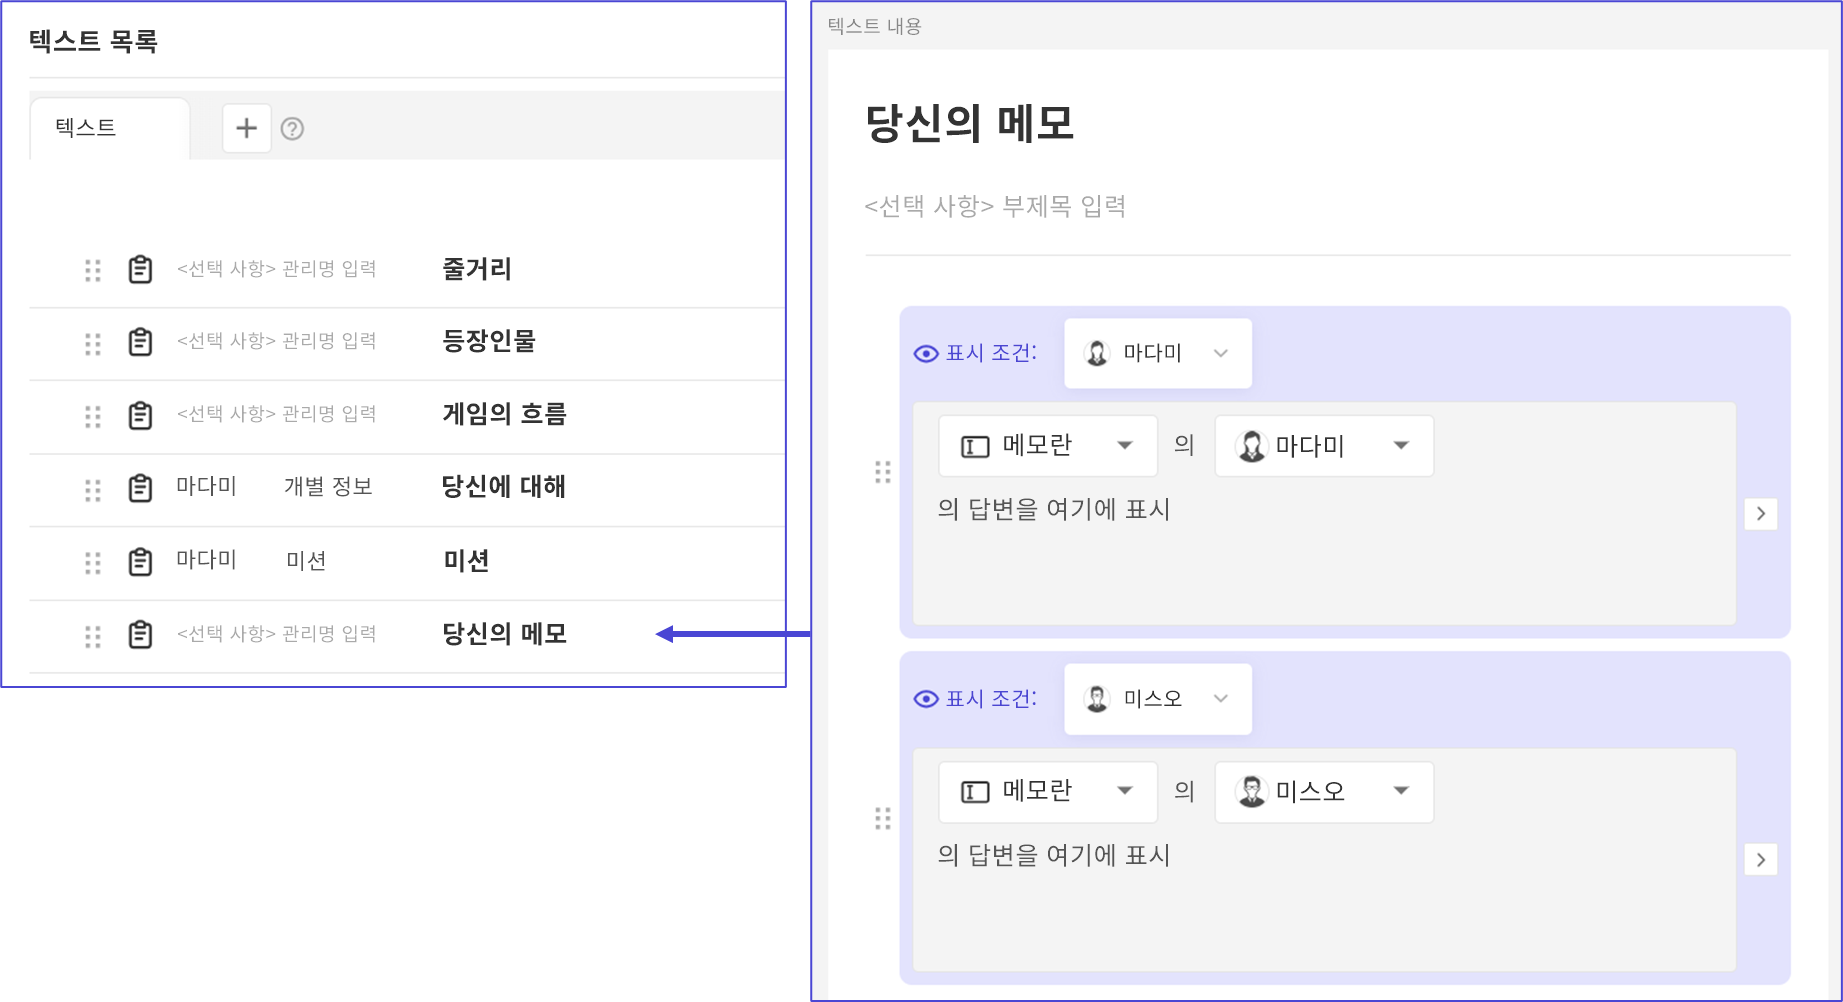 텍스트 목록
텍스트
<선택 사항> 관리명 입력 줄거리
<선택 사항> 관리명 입력 등장인물
<선택 사항> 관리명 입력 게임의 흐름
마다미 개별 정보 당신에 대해
마다미 미션 미션
<선택 사항> 관리명 입력 당신의 메모
텍스트 내용
당신의 메모
<선택 사항> 부제목 입력
표시 조건: 마다미
메모란 의 마다미
의 답변을 여기에 표시
표시 조건: 미스오
메모란 의 미스오
의 답변을 여기에 표시